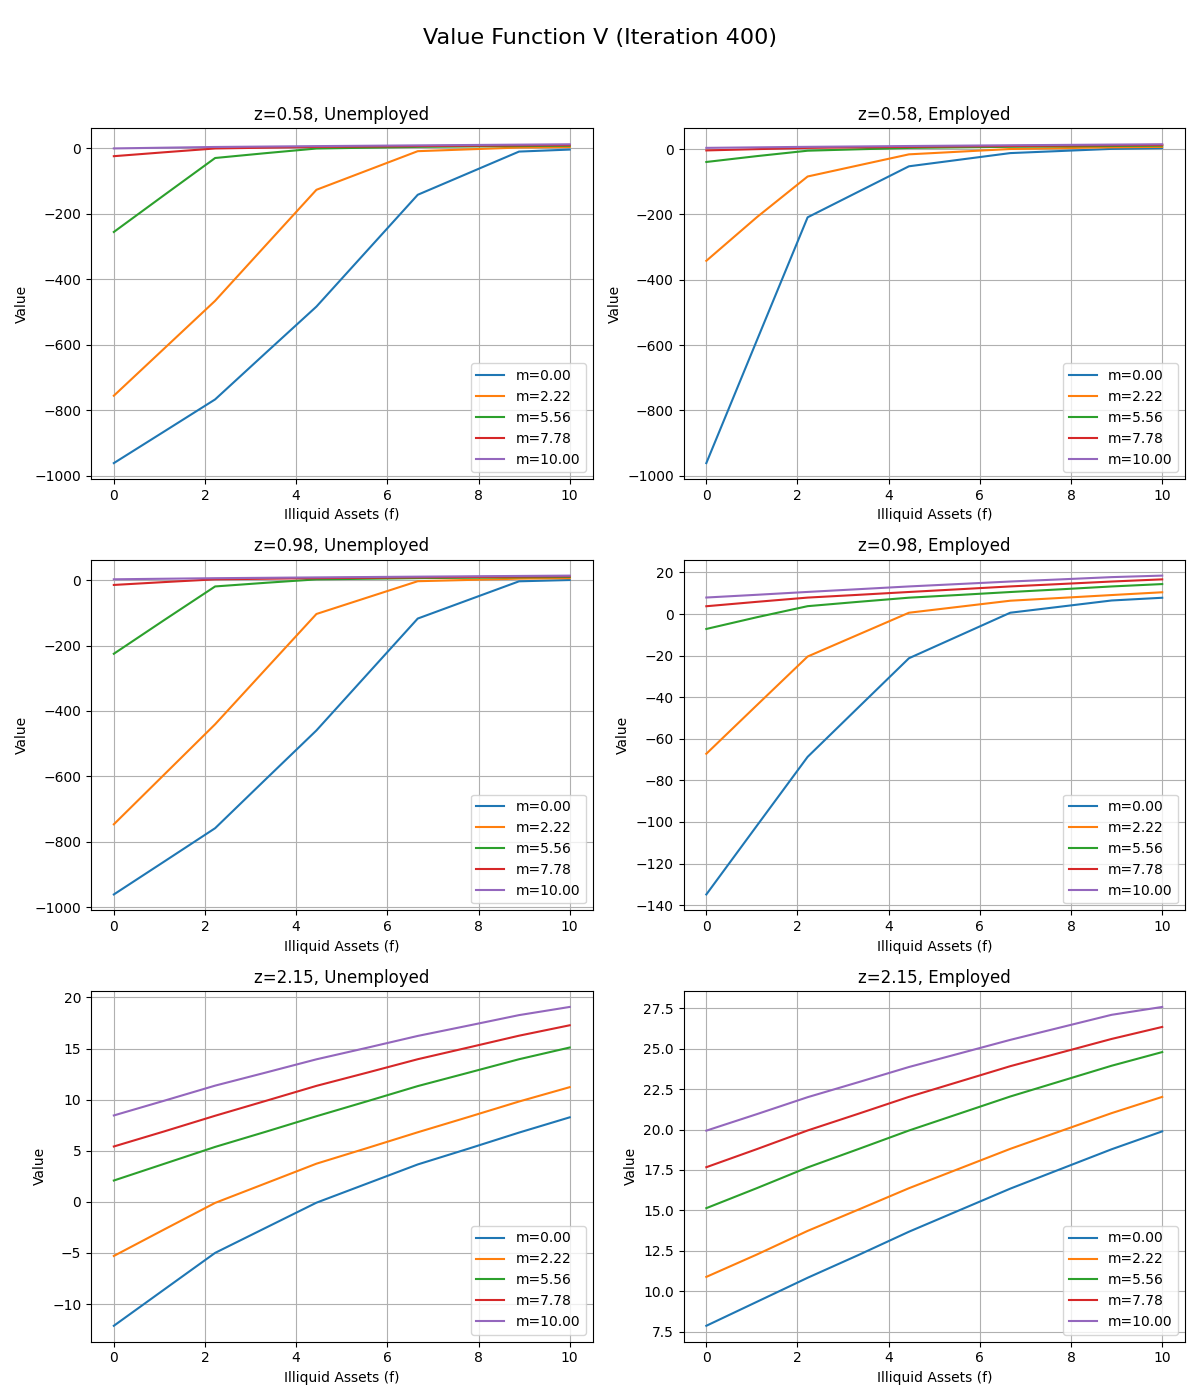 Value Function V (Iteration 400)
z=0.58, Unemployed
Value
0
−200
−400
−600
−800
−1000
0 2 4 6 8 10
Illiquid Assets (f)
m=0.00
m=2.22
m=5.56
m=7.78
m=10.00
z=0.58, Employed
Value
0
−200
−400
−600
−800
−1000
0 2 4 6 8 10
Illiquid Assets (f)
m=0.00
m=2.22
m=5.56
m=7.78
m=10.00
z=0.98, Unemployed
Value
0
−200
−400
−600
−800
−1000
0 2 4 6 8 10
Illiquid Assets (f)
m=0.00
m=2.22
m=5.56
m=7.78
m=10.00
z=0.98, Employed
Value
20
0
−20
−40
−60
−80
−100
−120
−140
0 2 4 6 8 10
Illiquid Assets (f)
m=0.00
m=2.22
m=5.56
m=7.78
m=10.00
z=2.15, Unemployed
Value
20
15
10
5
0
−5
−10
0 2 4 6 8 10
Illiquid Assets (f)
m=0.00
m=2.22
m=5.56
m=7.78
m=10.00
z=2.15, Employed
Value
27.5
25.0
22.5
20.0
17.5
15.0
12.5
10.0
7.5
0 2 4 6 8 10
Illiquid Assets (f)
m=0.00
m=2.22
m=5.56
m=7.78
m=10.00